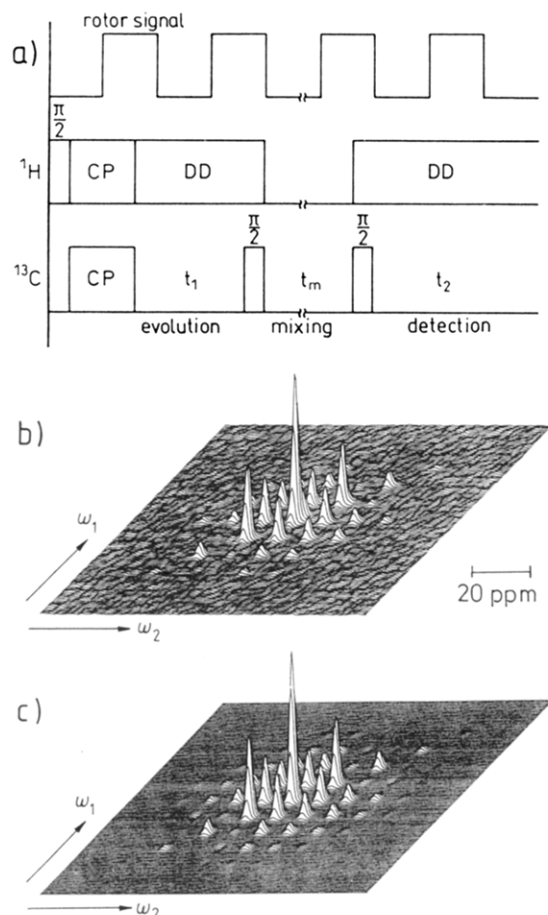 a)
rotor signal
π/2
¹H
CP
DD
DD
π/2
π/2
¹³C
CP
t₁
tₘ
t₂
evolution
mixing
detection
b)
ω₁
20 ppm
ω₂
c)
ω₁
ω₂